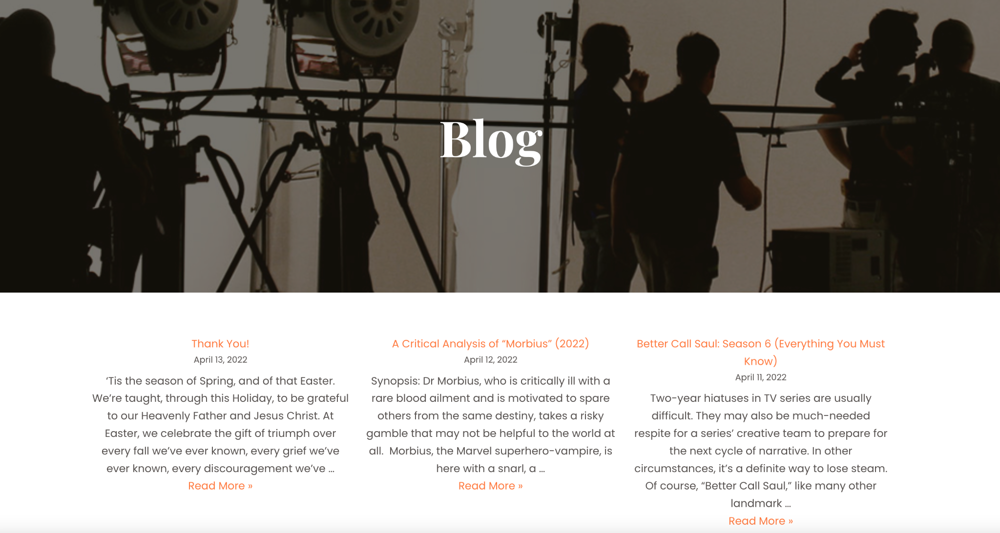 Blog
Thank You!
April 13, 2022
‘Tis the season of Spring, and of that Easter.
We’re taught, through this Holiday, to be grateful
to our Heavenly Father and Jesus Christ. At
Easter, we celebrate the gift of triumph over
every fall we’ve ever known, every grief we’ve
ever known, every discouragement we’ve ...
Read More »
A Critical Analysis of “Morbius” (2022)
April 12, 2022
Synopsis: Dr Morbius, who is critically ill with a
rare blood ailment and is motivated to spare
others from the same destiny, takes a risky
gamble that may not be helpful to the world at
all.  Morbius, the Marvel superhero-vampire, is
here with a snarl, a ...
Read More »
Better Call Saul: Season 6 (Everything You Must
Know)
April 11, 2022
Two-year hiatuses in TV series are usually
difficult. They may also be much-needed
respite for a series’ creative team to prepare for
the next cycle of narrative. In other
circumstances, it’s a definite way to lose steam.
Of course, “Better Call Saul,” like many other
landmark ...
Read More »